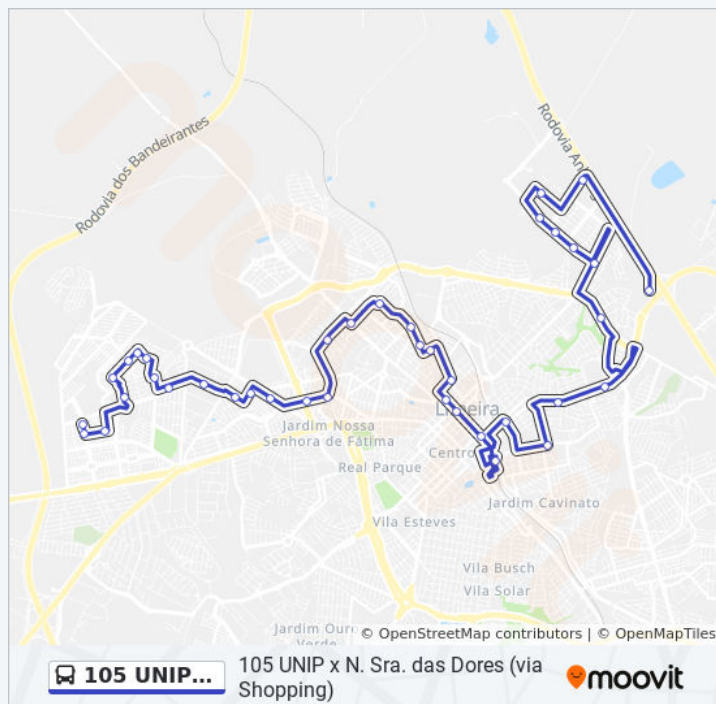 Rodovia dos Bandeirantes
Rodovia An
Limeira
Jardim Nossa
Senhora de Fátima
Centro
Real Parque
Jardim Cavinato
Vila Esteves
Vila Busch
Vila Solar
Jardim Ouro
Verde
© OpenStreetMap contributors | © OpenMapTiles
105 UNIP...
105 UNIP x N. Sra. das Dores (via
Shopping)
moovit